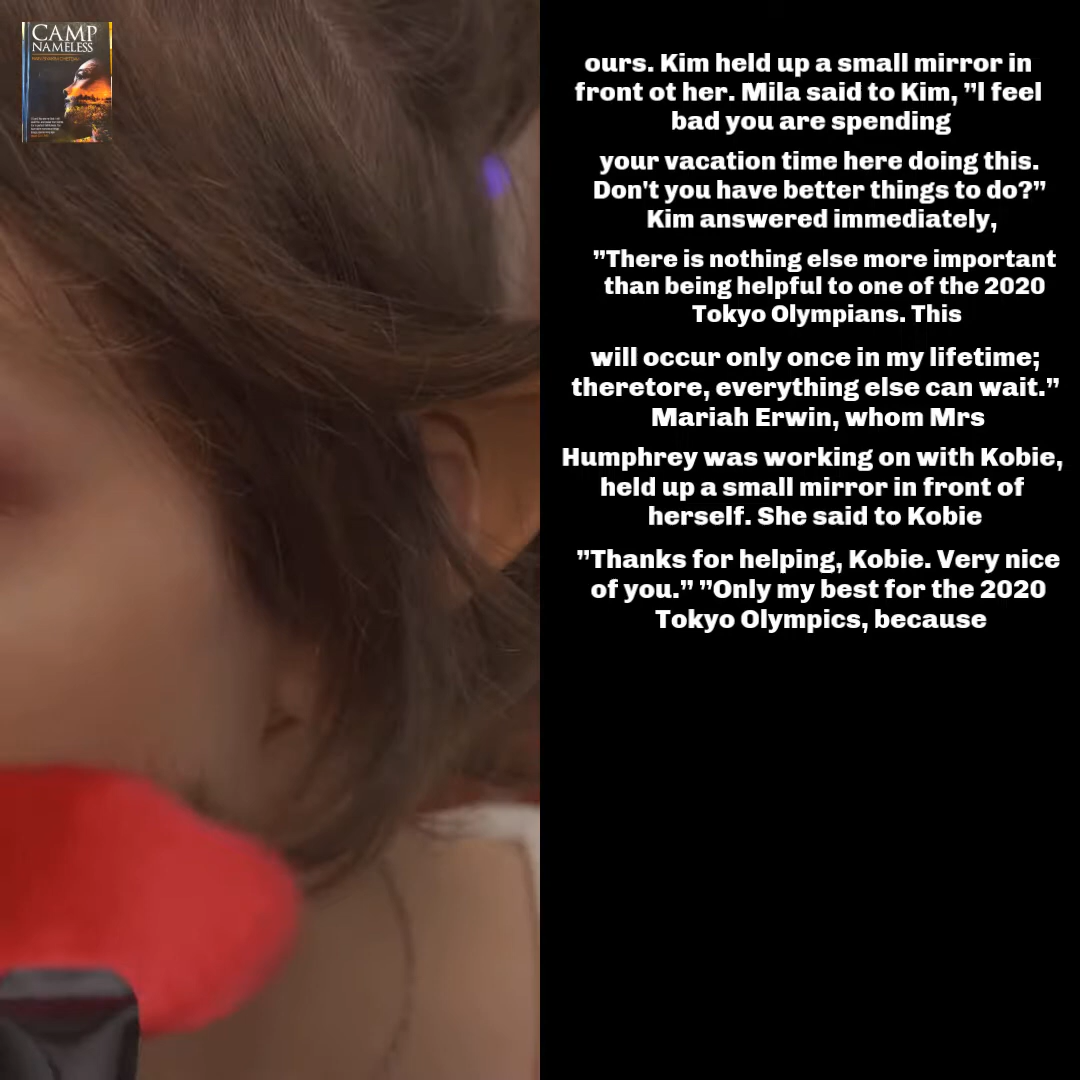 CAMP
NAMELESS
ours. Kim held up a small mirror in
front ot her. Mila said to Kim, ”l feel
bad you are spending
your vacation time here doing this.
Don't you have better things to do?”
Kim answered immediately,
”There is nothing else more important
than being helpful to one of the 2020
Tokyo Olympians. This
will occur only once in my lifetime;
theretore, everything else can wait.”
Mariah Erwin, whom Mrs
Humphrey was working on with Kobie,
held up a small mirror in front of
herself. She said to Kobie
”Thanks for helping, Kobie. Very nice
of you.” ”Only my best for the 2020
Tokyo Olympics, because